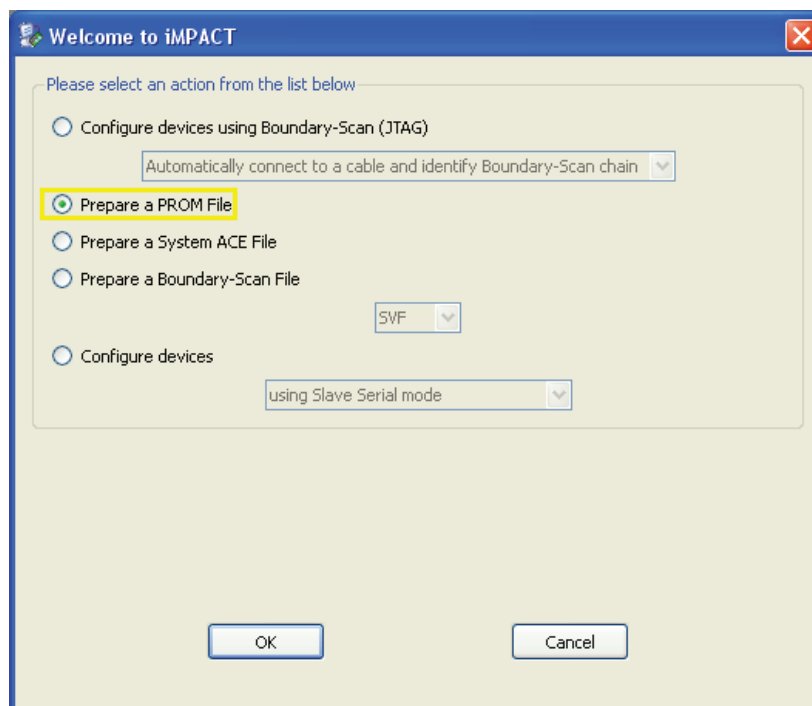 Welcome to iMPACT
Please select an action from the list below
Configure devices using Boundary-Scan (JTAG)
Automatically connect to a cable and identify Boundary-Scan chain
Prepare a PROM File
Prepare a System ACE File
Prepare a Boundary-Scan File
SVF
Configure devices
using Slave Serial mode
OK Cancel